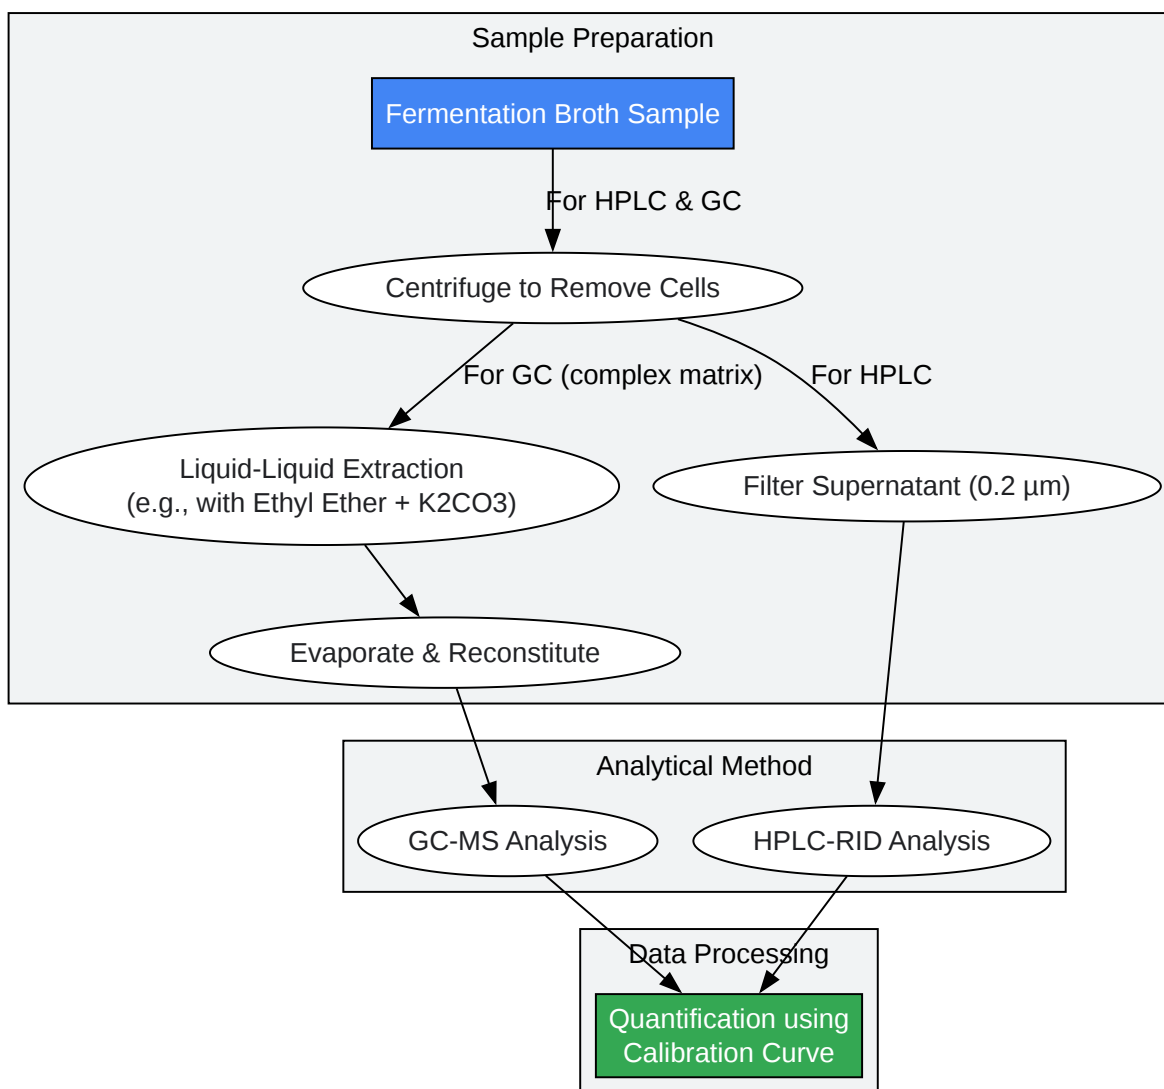 Sample Preparation
Fermentation Broth Sample
For HPLC & GC
Centrifuge to Remove Cells
For GC (complex matrix)
For HPLC
Liquid-Liquid Extraction
(e.g., with Ethyl Ether + K2CO3)
Filter Supernatant (0.2 µm)
Evaporate & Reconstitute
Analytical Method
GC-MS Analysis
HPLC-RID Analysis
Data Processing
Quantification using
Calibration Curve